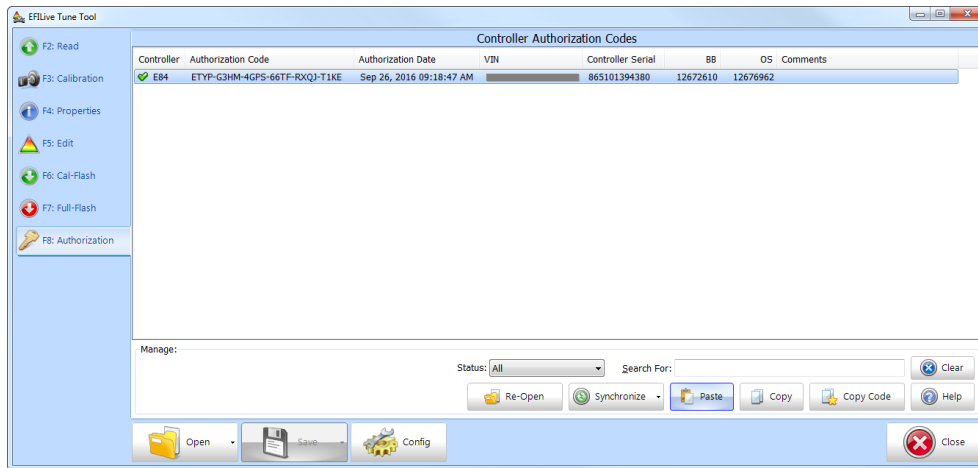 EFILive Tune Tool
F2: Read
F3: Calibration
F4: Properties
F5: Edit
F6: Cal-Flash
F7: Full-Flash
F8: Authorization
Controller Authorization Codes
Controller Authorization Code Authorization Date VIN Controller Serial BB OS Comments
E84 ETYP-G3HM-4GPS-66TF-RXQJ-T1KE Sep 26, 2016 09:18:47 AM 865101394380 12672610 12676962
Manage:
Status: All Search For: Clear
Re-Open Synchronize Paste Copy Copy Code Help
Open Save Config Close